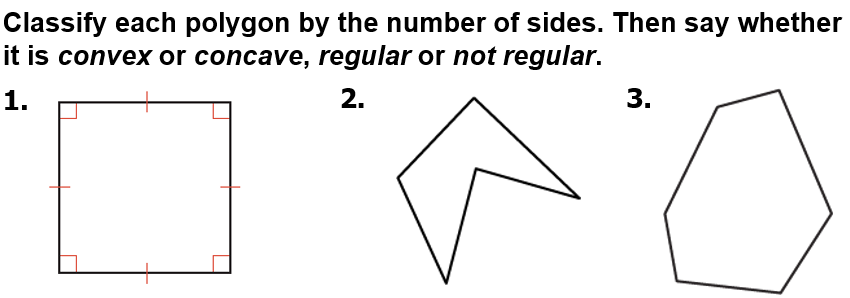 Classify each polygon by the number of sides. Then say whether
it is convex or concave, regular or not regular.
1. 2. 3.